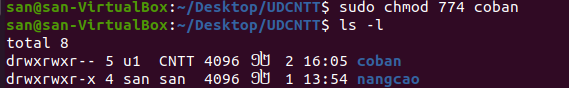 san@san-VirtualBox:~/Desktop/UDCNTT$ sudo chmod 774 coban
san@san-VirtualBox:~/Desktop/UDCNTT$ ls -l
total 8
drwxrwxr-- 5 u1 CNTT 4096 2 16:05 coban
drwxrwxr-x 4 san san 4096 1 13:54 nangcao